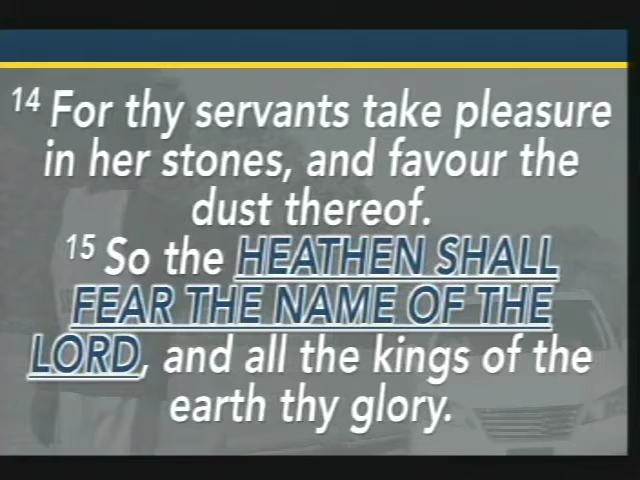 14 For thy servants take pleasure
in her stones, and favour the
dust thereof.
15 So the HEATHEN SHALL
FEAR THE NAME OF THE
LORD, and all the kings of the
earth thy glory.